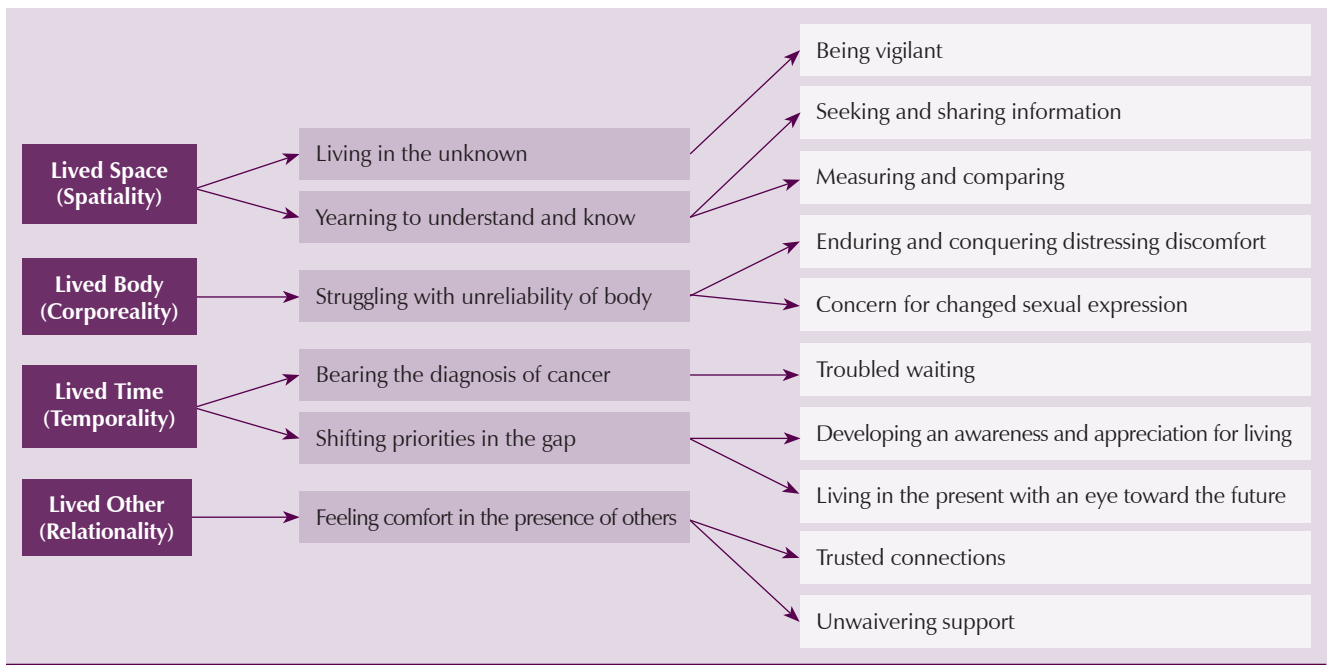 Lived Space
(Spatiality)
Lived Body
(Corporeality)
Lived Time
(Temporality)
Lived Other
(Relationality)
Living in the unknown
Yearning to understand and know
Struggling with unreliability of body
Bearing the diagnosis of cancer
Shifting priorities in the gap
Feeling comfort in the presence of others
Being vigilant
Seeking and sharing information
Measuring and comparing
Enduring and conquering distressing discomfort
Concern for changed sexual expression
Troubled waiting
Developing an awareness and appreciation for living
Living in the present with an eye toward the future
Trusted connections
Unwaivering support